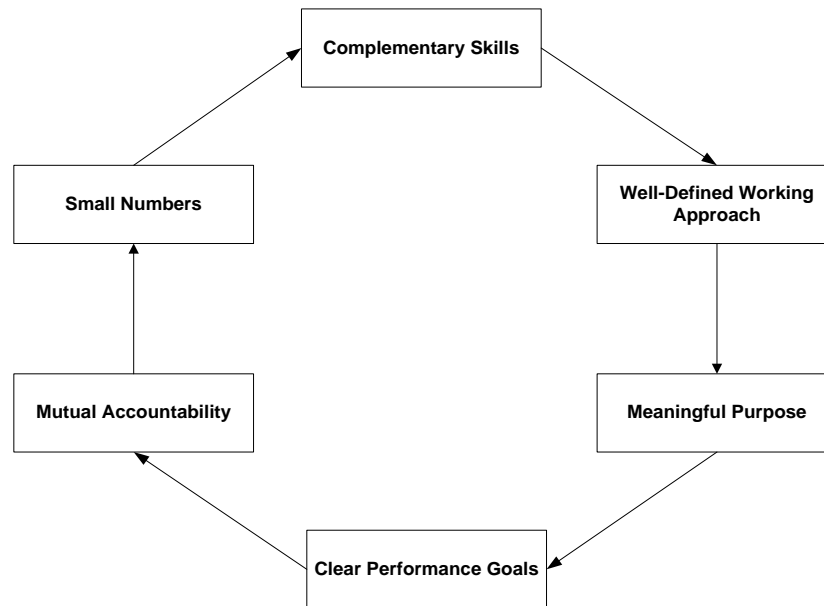 Complementary Skills
Small Numbers
Well-Defined Working
Approach
Mutual Accountability
Meaningful Purpose
Clear Performance Goals